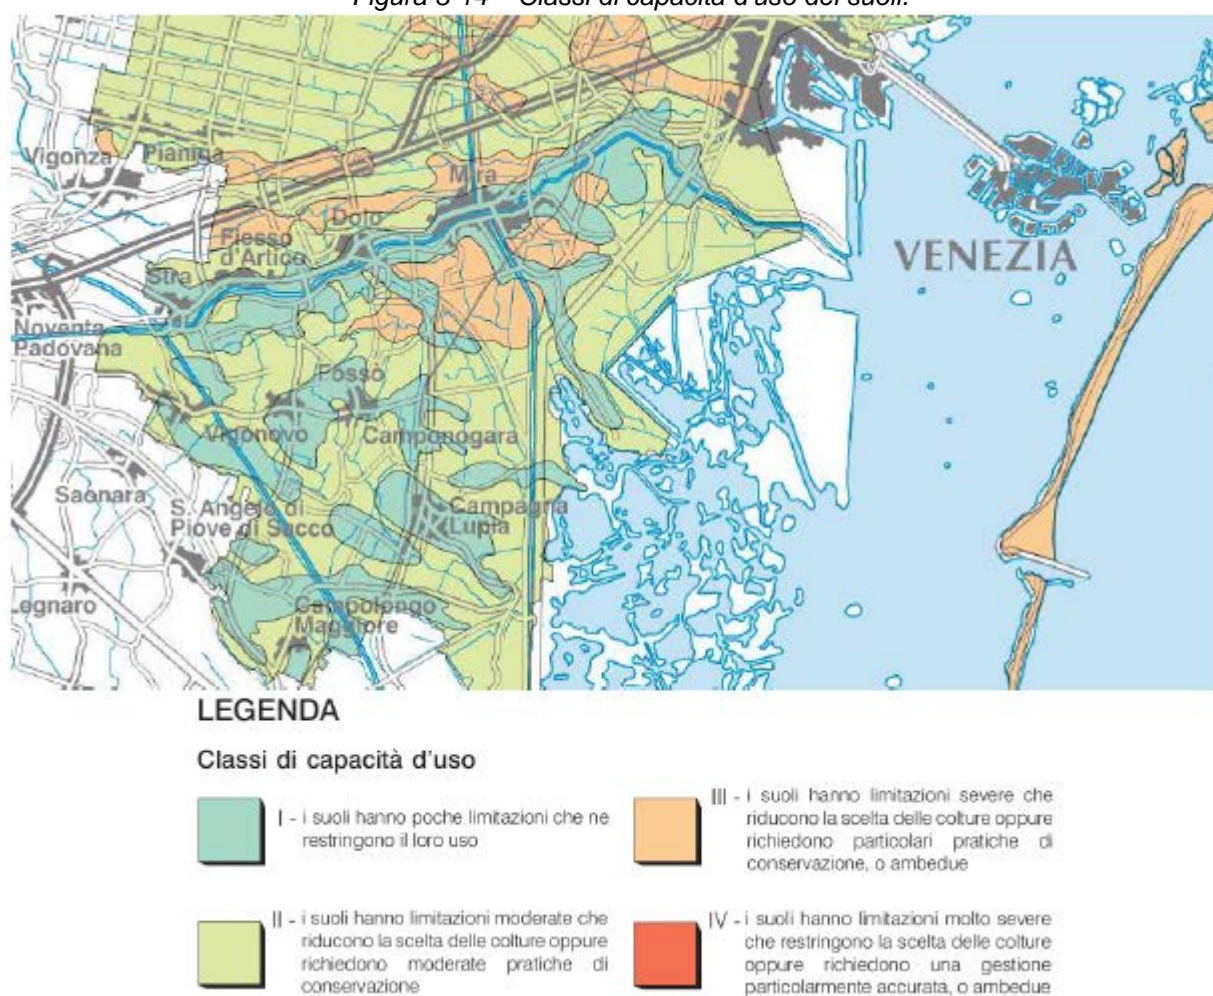 Figura 3-14 – Classi di capacità d'uso dei suoli.
Vigonza
Pianiga
Mira
Dolo
Fiesso
d'Artico
Stra
VENEZIA
Noventa
Padovana
Fossò
Vigonovo
Camponogara
Saonara
S. Angelo di
Piove di Sacco
Campagna
Lupia
Legnaro
Campolongo
Maggiore
LEGENDA
Classi di capacità d'uso
I - i suoli hanno poche limitazioni che ne
restringono il loro uso
II - i suoli hanno limitazioni moderate che
riducono la scelta delle colture oppure
richiedono moderate pratiche di
conservazione
III - i suoli hanno limitazioni severe che
riducono la scelta delle colture oppure
richiedono particolari pratiche di
conservazione, o ambedue
IV - i suoli hanno limitazioni molto severe
che restringono la scelta delle colture
oppure richiedono una gestione
particolarmente accurata, o ambedue